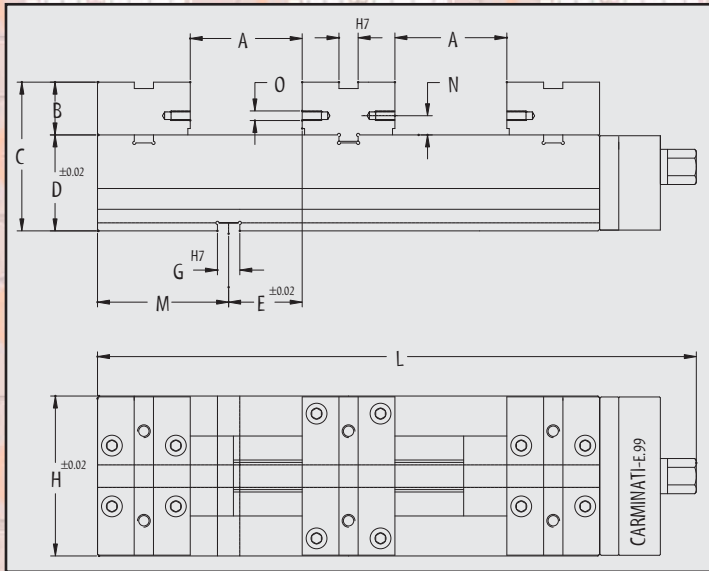 H7
A
A
O
N
B
C
D ±0.02
H7
G
M
E ±0.02
L
H ±0.02
CARMINATI-E.99